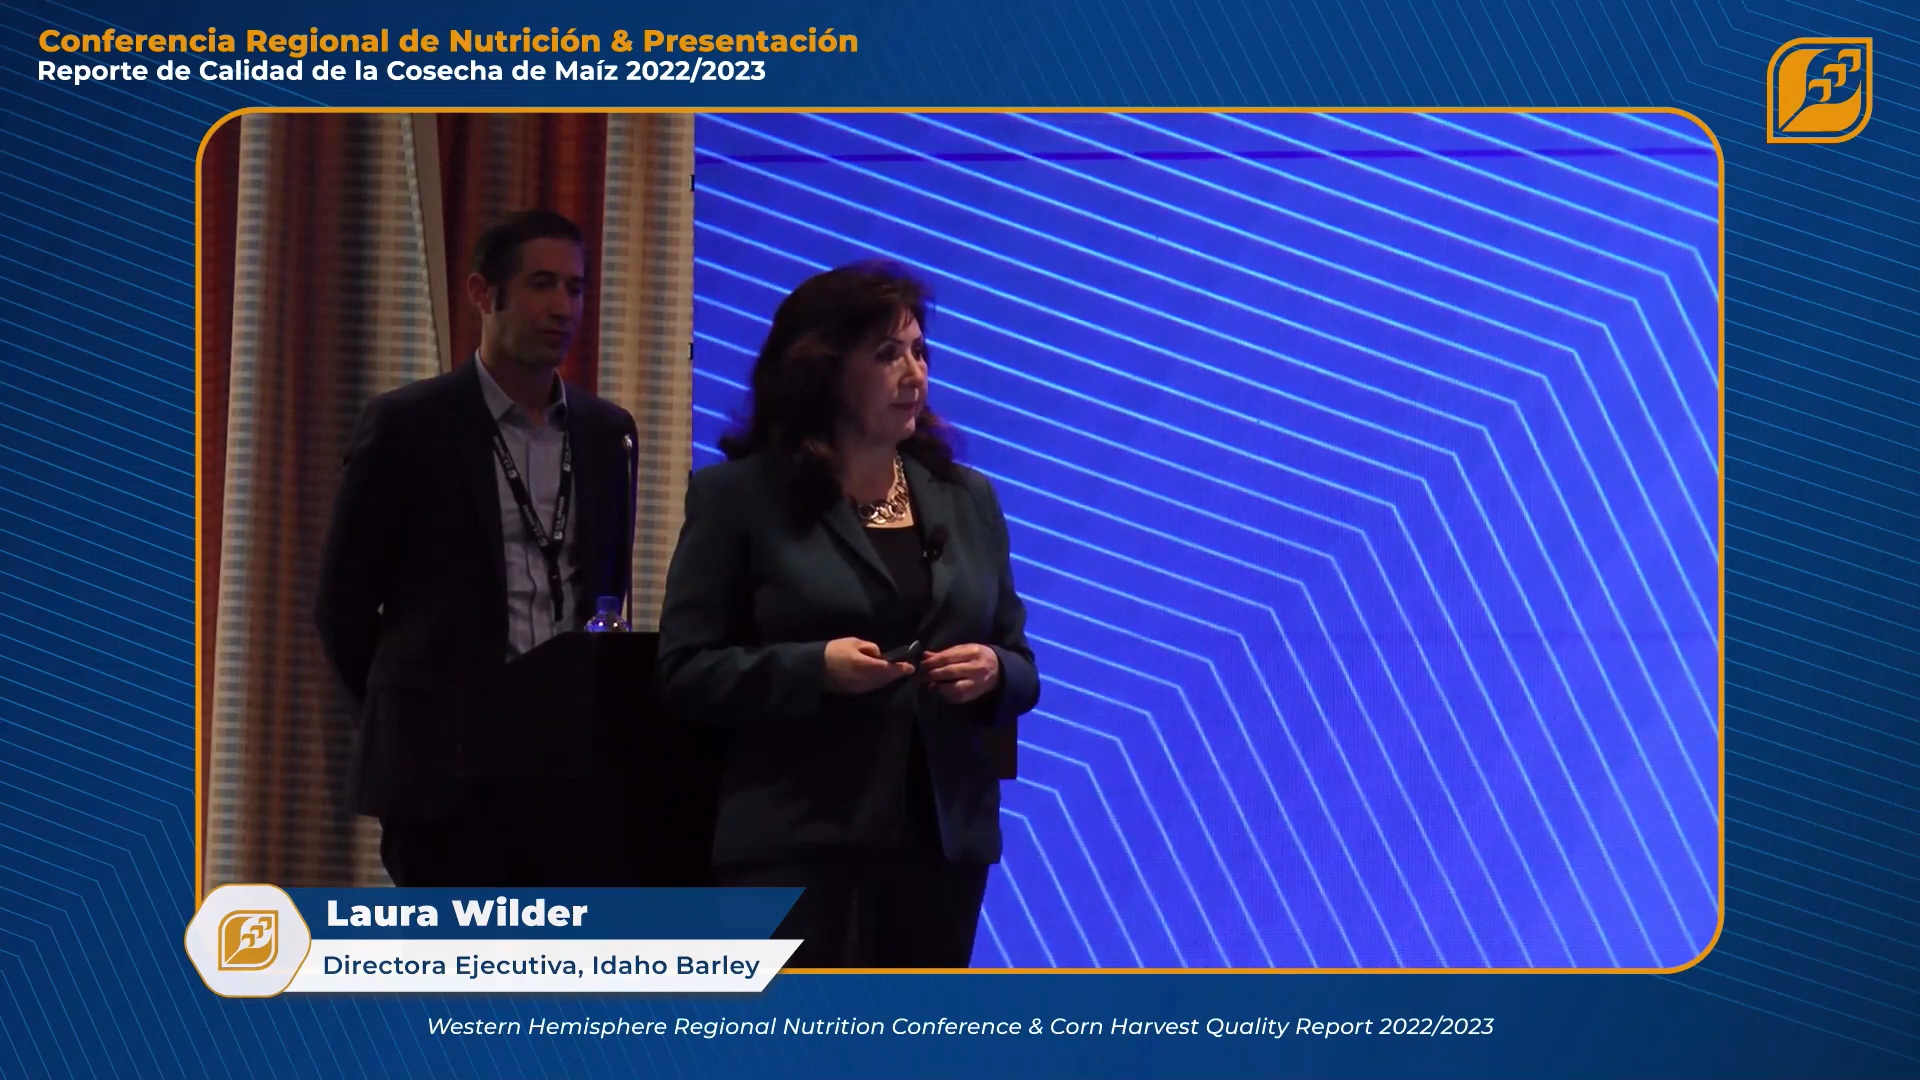 Conferencia Regional de Nutrición & Presentación
Reporte de Calidad de la Cosecha de Maíz 2022/2023
Laura Wilder
Directora Ejecutiva, Idaho Barley
Western Hemisphere Regional Nutrition Conference & Corn Harvest Quality Report 2022/2023